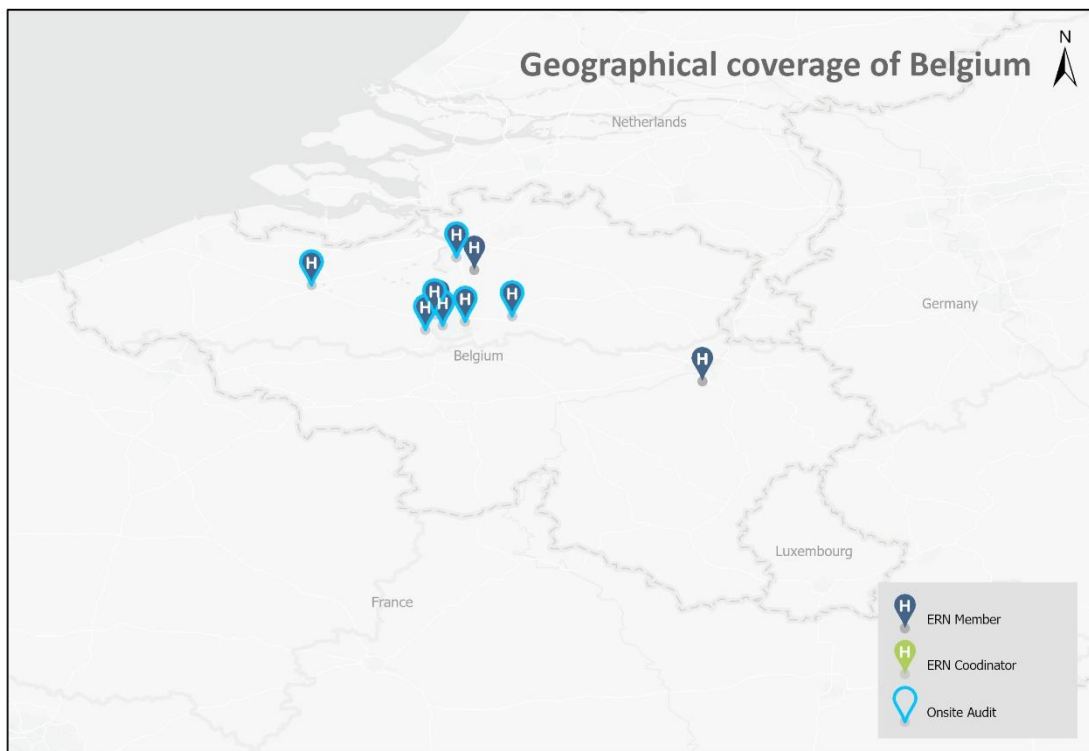 Geographical coverage of Belgium
N
Netherlands
H
H
H
H
H
H
H
H
Germany
Belgium
H
Luxembourg
France
H ERN Member
H ERN Coodinator
Onsite Audit